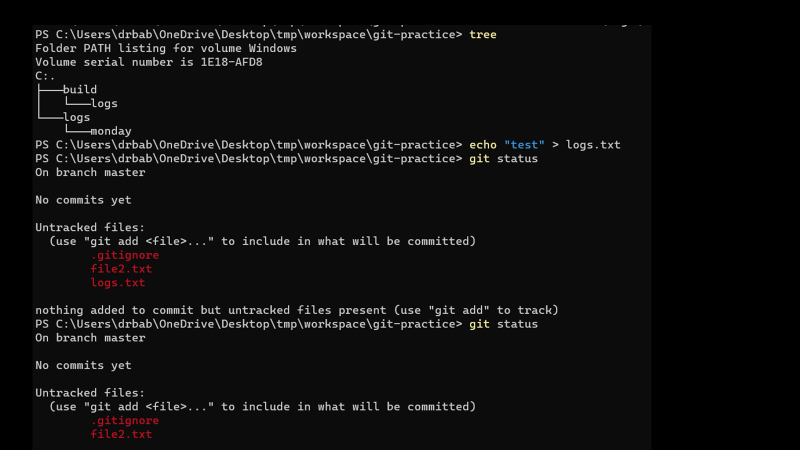 PS C:\Users\drbab\OneDrive\Desktop\tmp\workspace\git-practice> tree
Folder PATH listing for volume Windows
Volume serial number is 1E18-AFD8
C:.
├───build
│   └───logs
└───logs
    └───monday
PS C:\Users\drbab\OneDrive\Desktop\tmp\workspace\git-practice> echo "test" > logs.txt
PS C:\Users\drbab\OneDrive\Desktop\tmp\workspace\git-practice> git status
On branch master

No commits yet

Untracked files:
  (use "git add <file>..." to include in what will be committed)
        .gitignore
        file2.txt
        logs.txt

nothing added to commit but untracked files present (use "git add" to track)
PS C:\Users\drbab\OneDrive\Desktop\tmp\workspace\git-practice> git status
On branch master

No commits yet

Untracked files:
  (use "git add <file>..." to include in what will be committed)
        .gitignore
        file2.txt